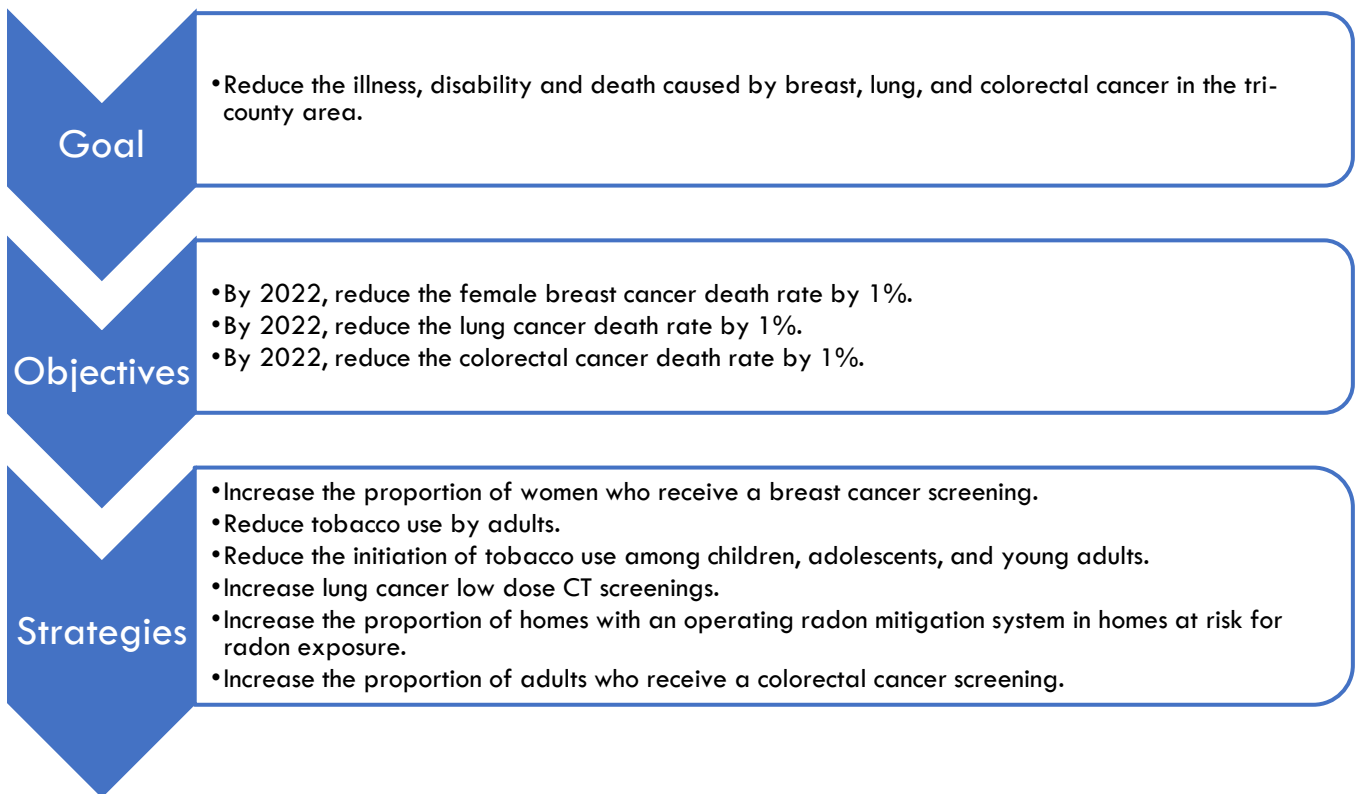 Goal
•Reduce the illness, disability and death caused by breast, lung, and colorectal cancer in the tri-
county area.
Objectives
•By 2022, reduce the female breast cancer death rate by 1%.
•By 2022, reduce the lung cancer death rate by 1%.
•By 2022, reduce the colorectal cancer death rate by 1%.
Strategies
•Increase the proportion of women who receive a breast cancer screening.
•Reduce tobacco use by adults.
•Reduce the initiation of tobacco use among children, adolescents, and young adults.
•Increase lung cancer low dose CT screenings.
•Increase the proportion of homes with an operating radon mitigation system in homes at risk for
radon exposure.
•Increase the proportion of adults who receive a colorectal cancer screening.